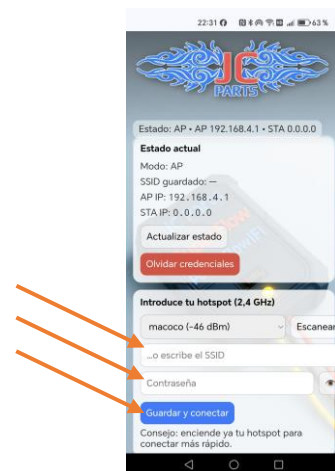 22:31 63 %
JC
PARTS
Estado: AP • AP 192.168.4.1 • STA 0.0.0.0
Estado actual
Modo: AP
SSID guardado: —
AP IP: 192.168.4.1
STA IP: 0.0.0.0
Actualizar estado
Olvidar credenciales
Introduce tu hotspot (2,4 GHz)
macoco (-46 dBm) Escanear
...o escribe el SSID
Contraseña
Guardar y conectar
Consejo: enciende ya tu hotspot para
conectar más rápido.